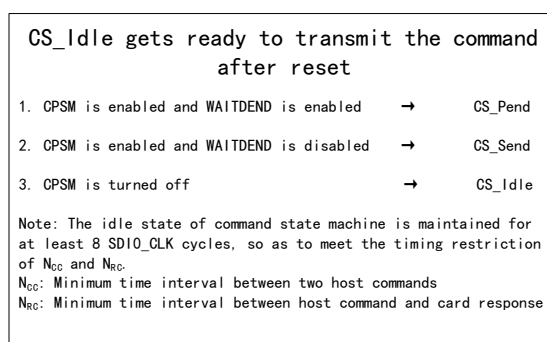 CS_Idle gets ready to transmit the command
after reset
1. CPSM is enabled and WAITDEND is enabled → CS_Pend
2. CPSM is enabled and WAITDEND is disabled → CS_Send
3. CPSM is turned off → CS_Idle
Note: The idle state of command state machine is maintained for
at least 8 SDIO_CLK cycles, so as to meet the timing restriction
of NCC and NRC.
NCC: Minimum time interval between two host commands
NRC: Minimum time interval between host command and card response